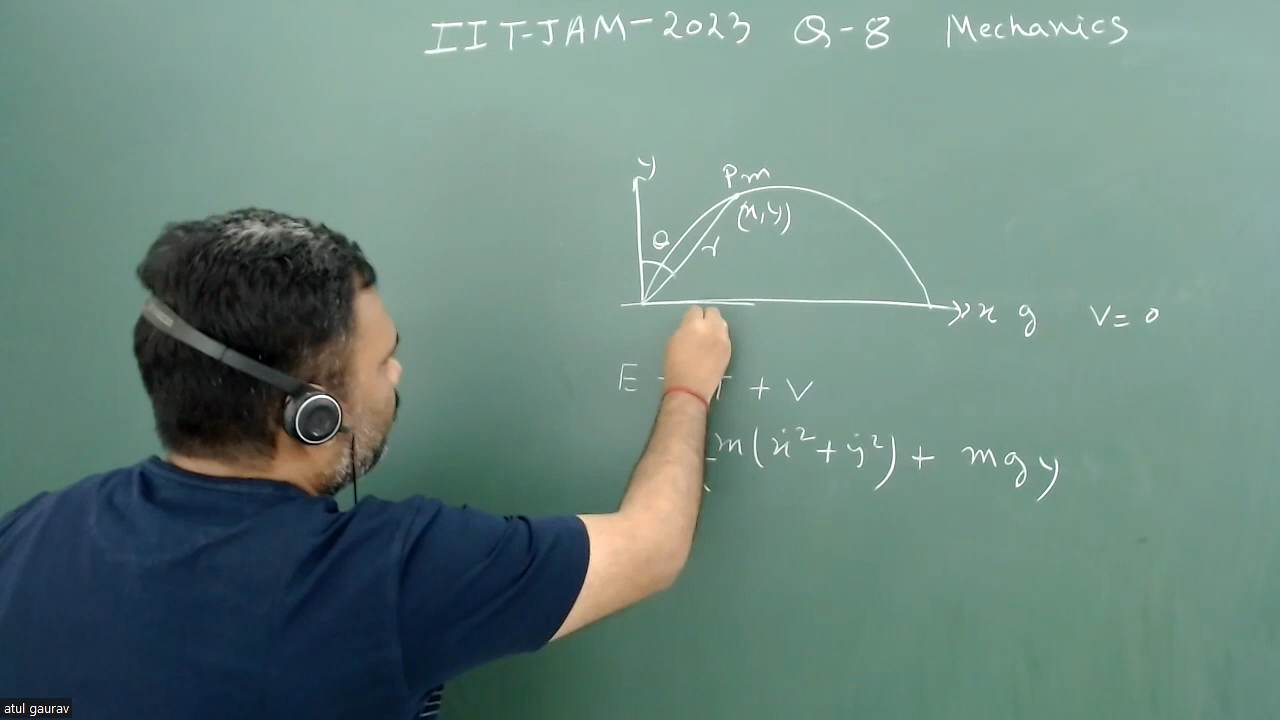 IIT-JAM-2023 Q-8 Mechanics
y
P m
(x,y)
θ
r
x g V = 0
E + V
m(ẋ² + ẏ²) + mgy
atul gaurav